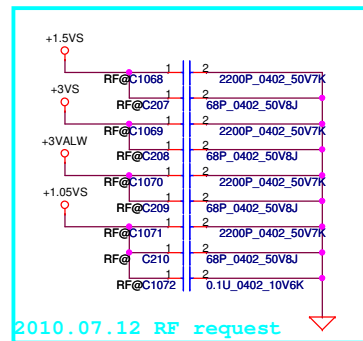 +1.5VS
1 2
RF@C1068 2200P_0402_50V7K
1 2
RF@C207 68P_0402_50V8J
+3VS
1 2
RF@C1069 2200P_0402_50V7K
1 2
RF@C208 68P_0402_50V8J
+3VALW
1 2
RF@C1070 2200P_0402_50V7K
1 2
RF@C209 68P_0402_50V8J
+1.05VS
1 2
RF@C1071 2200P_0402_50V7K
1 2
RF@ C210 68P_0402_50V8J
1 2
RF@C1072 0.1U_0402_10V6K
2010.07.12 RF request